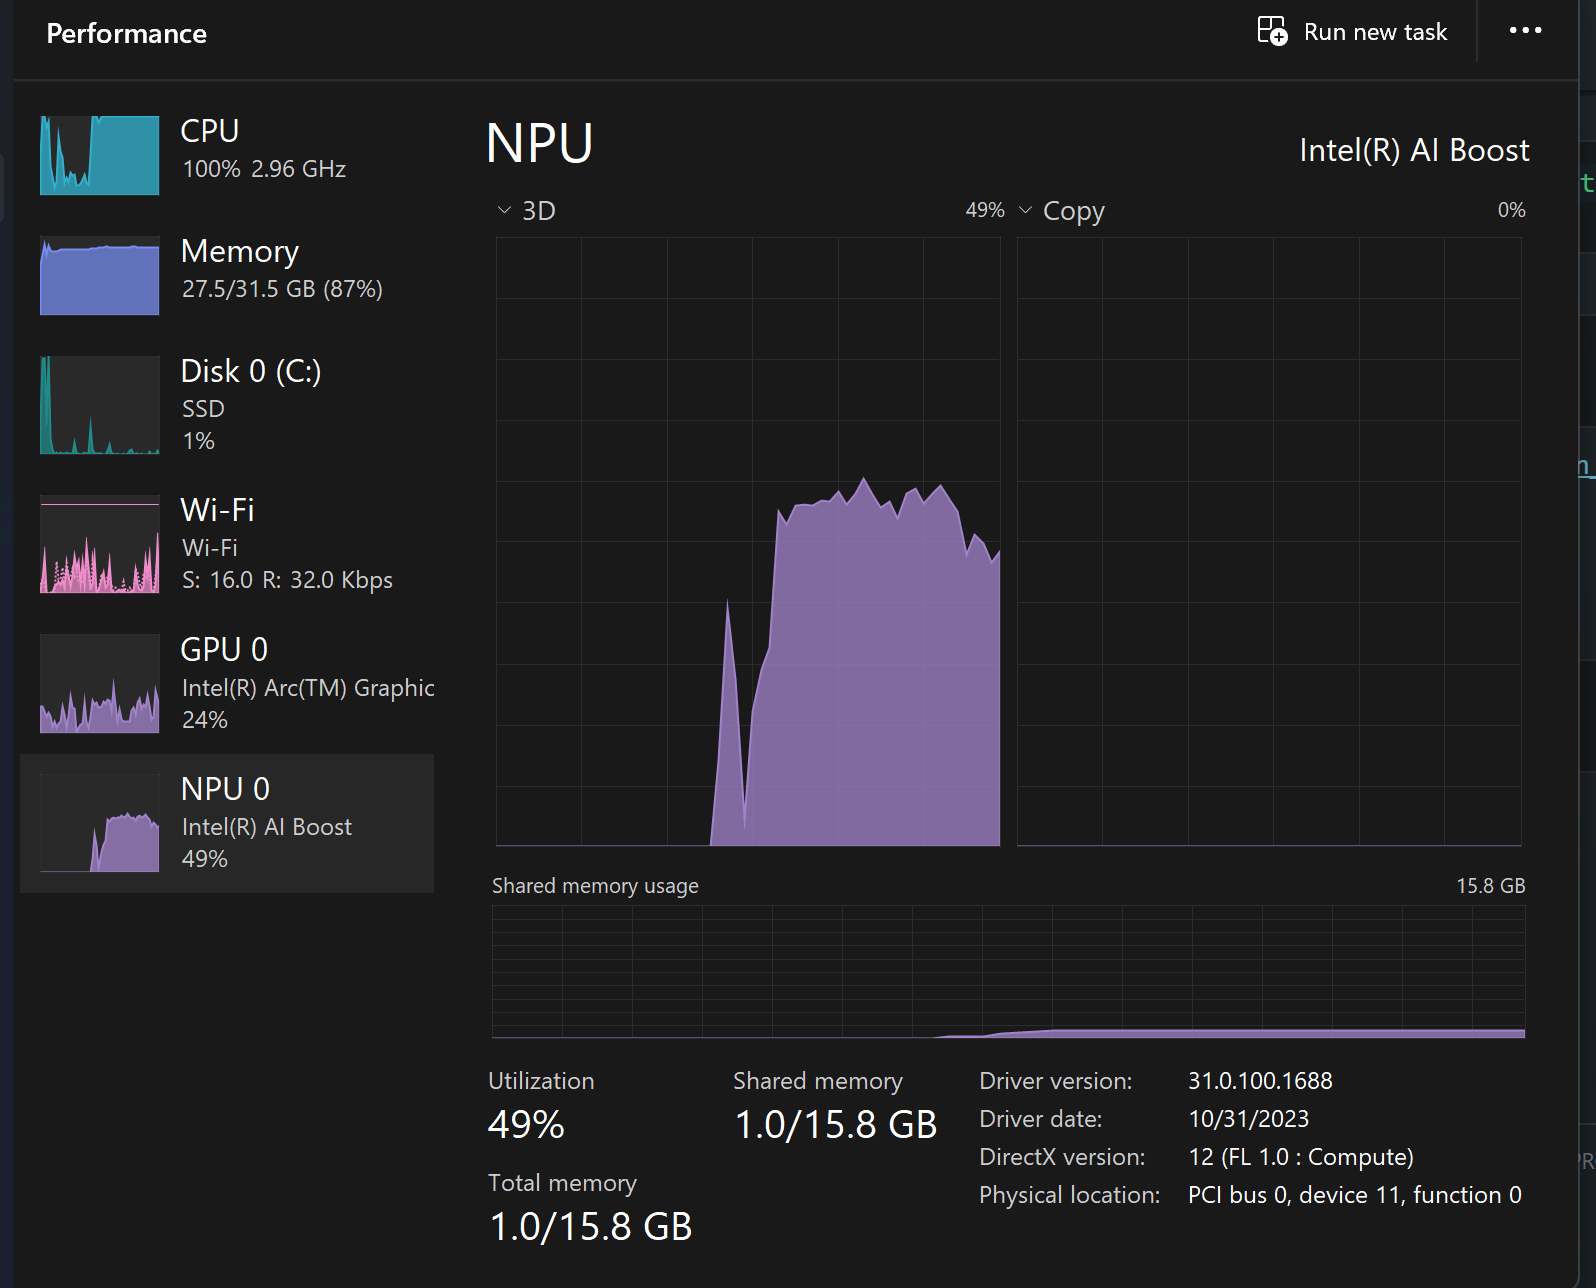 Performance
Run new task
CPU
100% 2.96 GHz
Memory
27.5/31.5 GB (87%)
Disk 0 (C:)
SSD
1%
Wi-Fi
Wi-Fi
S: 16.0 R: 32.0 Kbps
GPU 0
Intel(R) Arc(TM) Graphic
24%
NPU 0
Intel(R) AI Boost
49%
NPU
Intel(R) AI Boost
3D
49%
Copy
0%
Shared memory usage
15.8 GB
Utilization
49%
Shared memory
1.0/15.8 GB
Total memory
1.0/15.8 GB
Driver version: 31.0.100.1688
Driver date: 10/31/2023
DirectX version: 12 (FL 1.0 : Compute)
Physical location: PCI bus 0, device 11, function 0